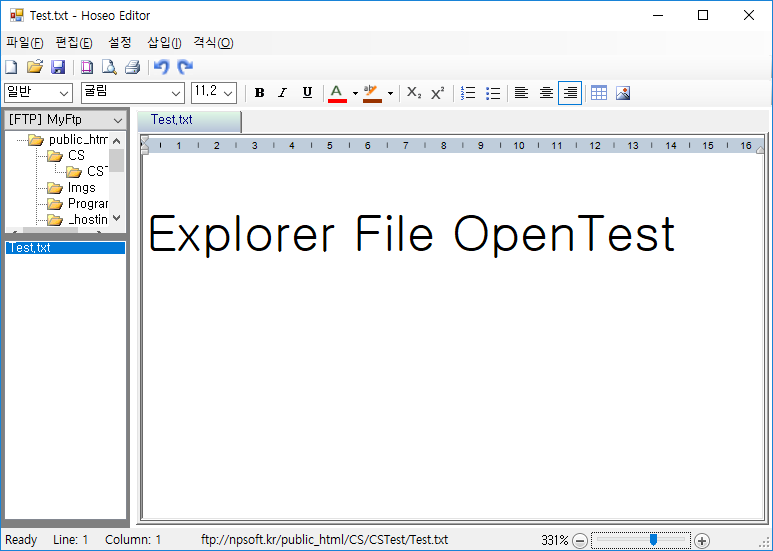 Test.txt - Hoseo Editor
파일(F) 편집(E) 설정 삽입(I) 격식(O)
일반 굴림 11.2 B I U A ab X₂ X²
[FTP] MyFtp
Test.txt
public_htm
CS
CST
Imgs
Program
_hosting
Test.txt
1 2 3 4 5 6 7 8 9 10 11 12 13 14 15 16
Explorer File OpenTest
Ready Line: 1 Column: 1 ftp://npsoft.kr/public_html/CS/CSTest/Test.txt 331%